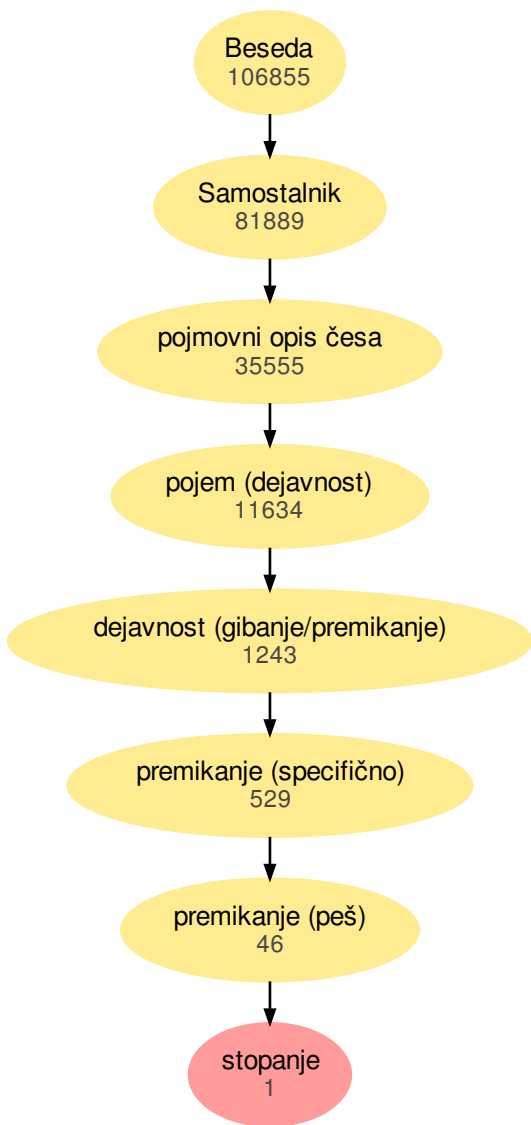 Beseda
106855
Samostalnik
81889
pojmovni opis česa
35555
pojem (dejavnost)
11634
dejavnost (gibanje/premikanje)
1243
premikanje (specifično)
529
premikanje (peš)
46
stopanje
1